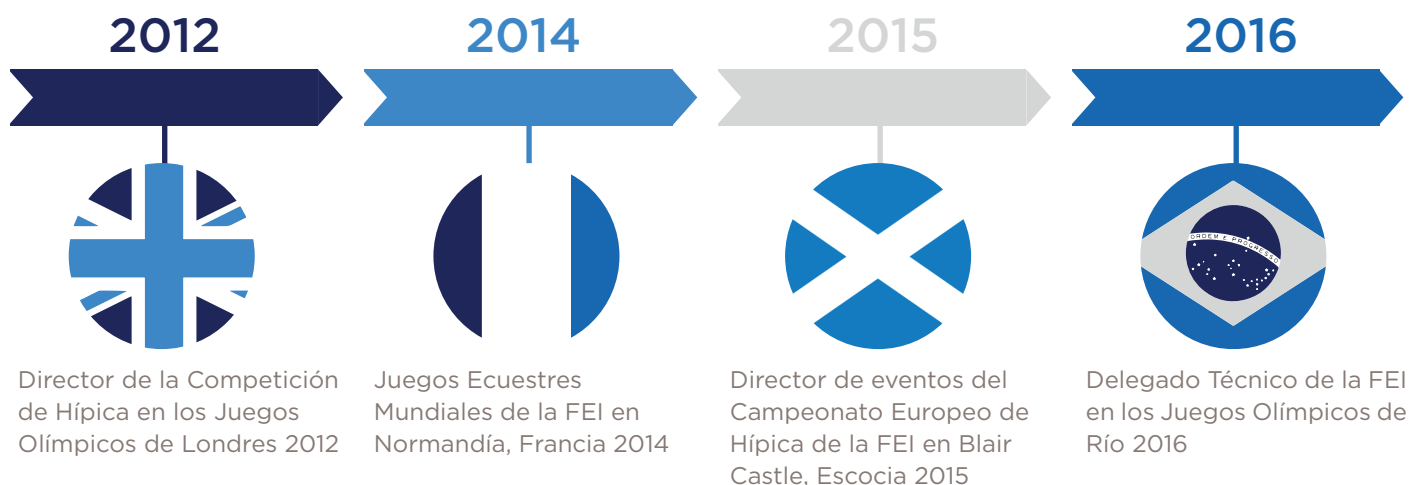 2012
Director de la Competición
de Hípica en los Juegos
Olímpicos de Londres 2012
2014
Juegos Ecuestres
Mundiales de la FEI en
Normandía, Francia 2014
2015
Director de eventos del
Campeonato Europeo de
Hípica de la FEI en Blair
Castle, Escocia 2015
2016
ORDEM E PROGRESSO
Delegado Técnico de la FEI
en los Juegos Olímpicos de
Río 2016